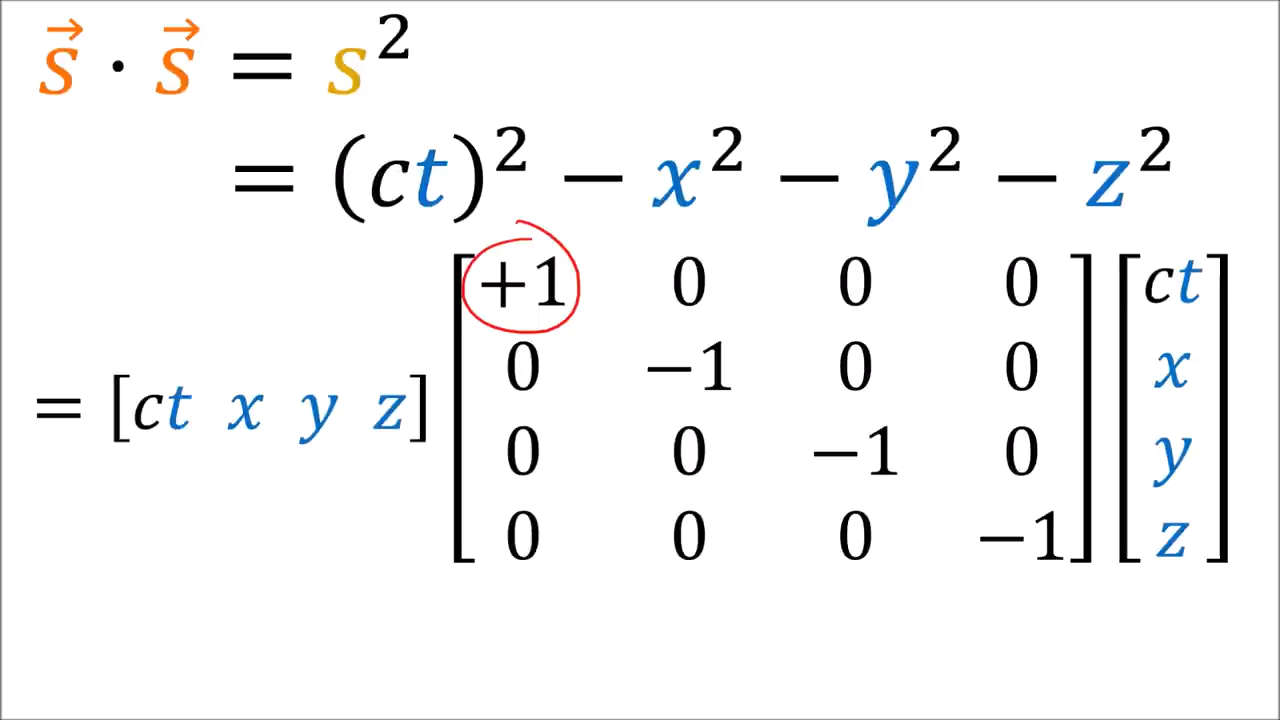 s⃗ · s⃗ = s²
= (ct)² − x² − y² − z²
= [ct x y z] [+1 0 0 0] [ct]
[0 −1 0 0] [x]
[0 0 −1 0] [y]
[0 0 0 −1] [z]